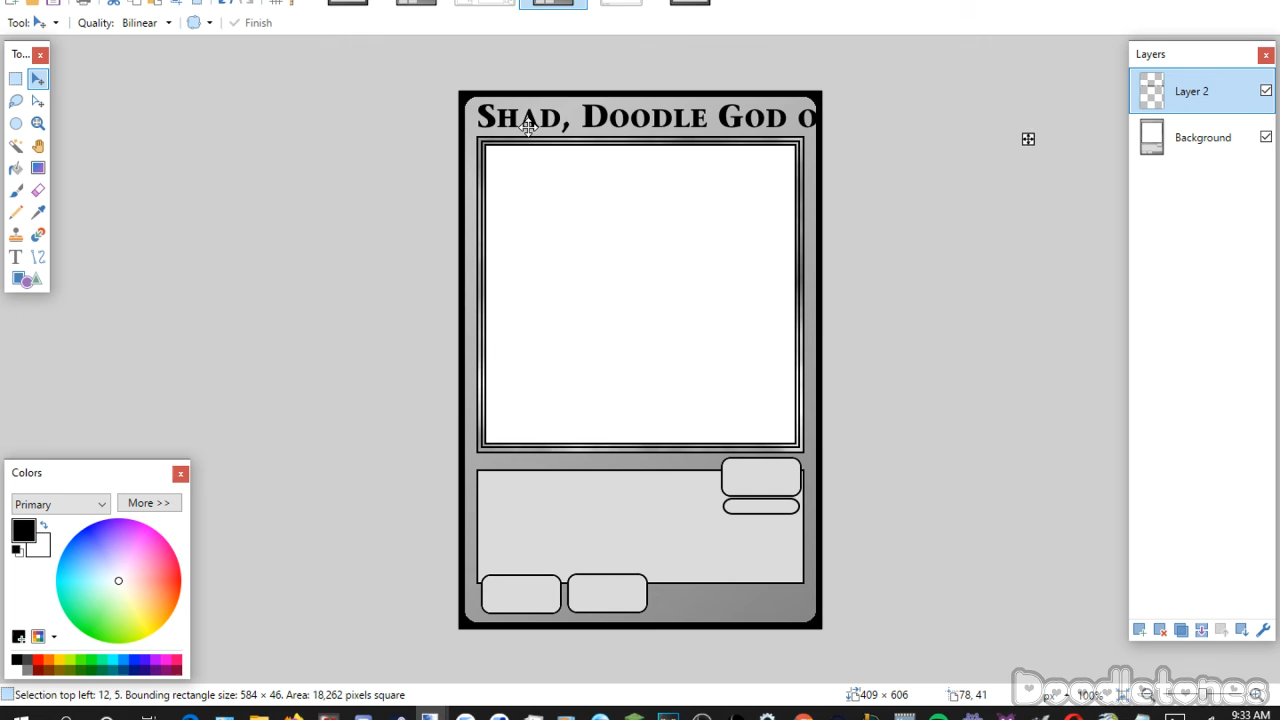 Tool:
Quality: Bilinear
Finish
To...
Layers
Layer 2
Background
SHAD, DOODLE GOD O
Colors
Primary
More >>
Selection top left: 12, 5. Bounding rectangle size: 584 × 46. Area: 18,262 pixels square
409 × 606
78, 41
px
100%
Doodletones
9:33 AM